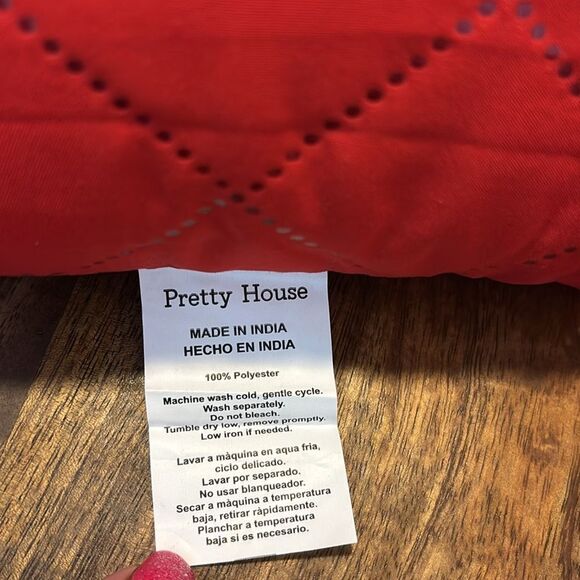 Pretty House
MADE IN INDIA
HECHO EN INDIA
100% Polyester
Machine wash cold, gentle cycle.
Wash separately.
Do not bleach.
Tumble dry low, remove promptly.
Low iron if needed.
Lavar a màquina en aqua fria,
ciclo delicado.
Lavar por separado.
No usar blanqueador.
Secar a màquina a temperatura
baja, retirar ràpidamente.
Planchar a temperatura
baja si es necesario.